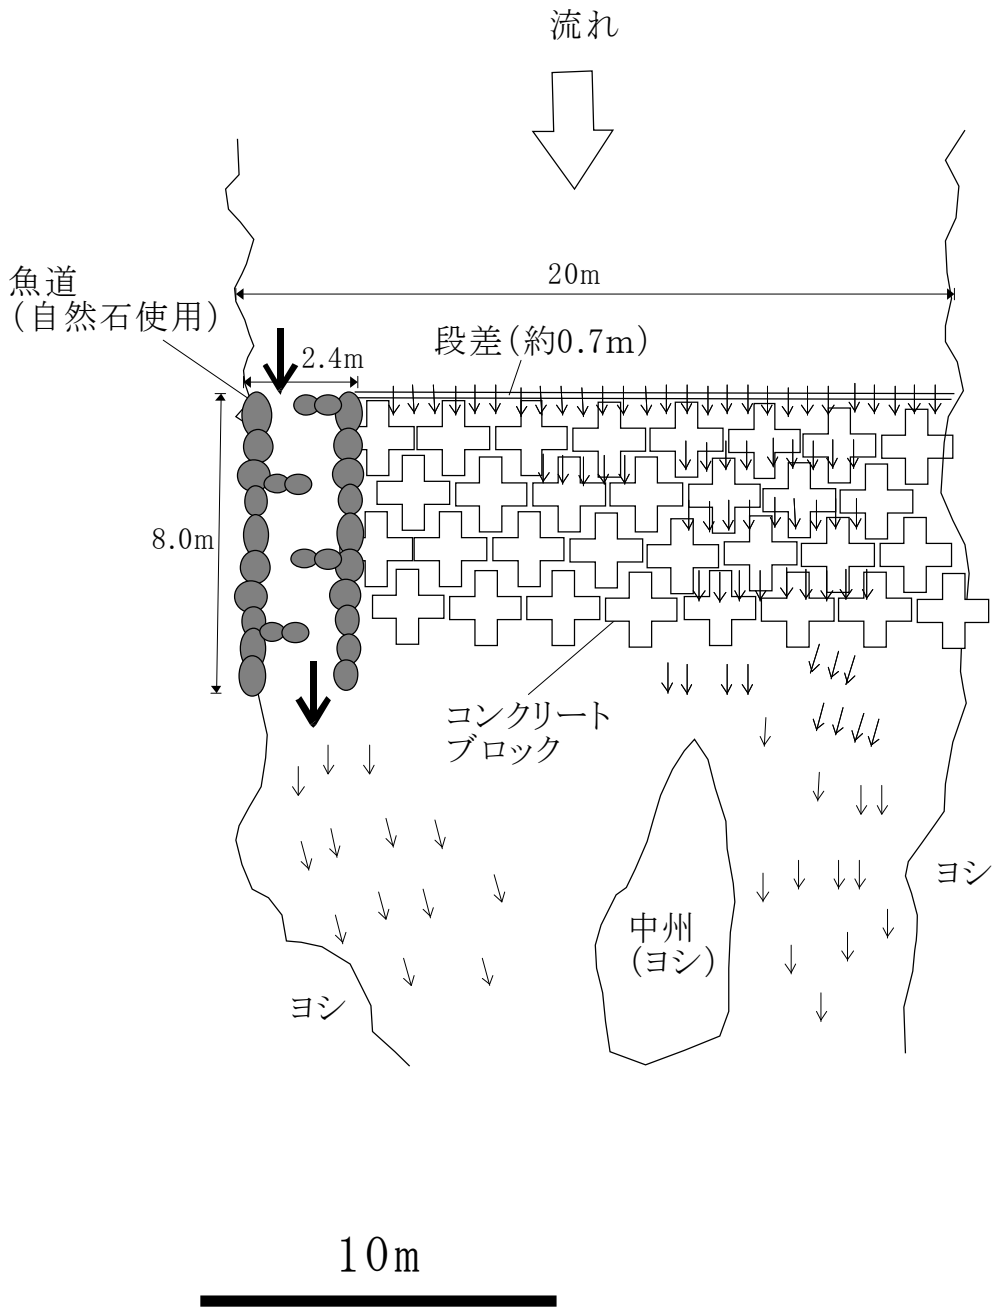 流れ
20m
魚道
(自然石使用)
2.4m
段差(約0.7m)
8.0m
コンクリート
ブロック
ヨシ
中州
(ヨシ)
ヨシ
10m